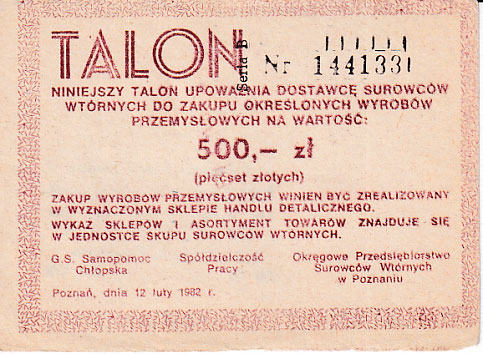 TALON
Seria B
Nr 1441331
NINIEJSZY TALON UPOWAŻNIA DOSTAWCĘ SUROWCÓW
WTÓRNYCH DO ZAKUPU OKREŚLONYCH WYROBÓW
PRZEMYSŁOWYCH NA WARTOŚĆ:
500,— zł
(pięćset złotych)
ZAKUP WYROBÓW PRZEMYSŁOWYCH WINIEN BYĆ ZREALIZOWANY
W WYZNACZONYM SKLEPIE HANDLU DETALICZNEGO.
WYKAZ SKLEPÓW I ASORTYMENT TOWARÓW ZNAJDUJE SIĘ
W JEDNOSTCE SKUPU SUROWCÓW WTÓRNYCH.
G.S. Samopomoc Spółdzielczość Okręgowe Przedsiębiorstwo
Chłopska Pracy Surowców Wtórnych
w Poznaniu
Poznań, dnia 12 luty 1982 r.